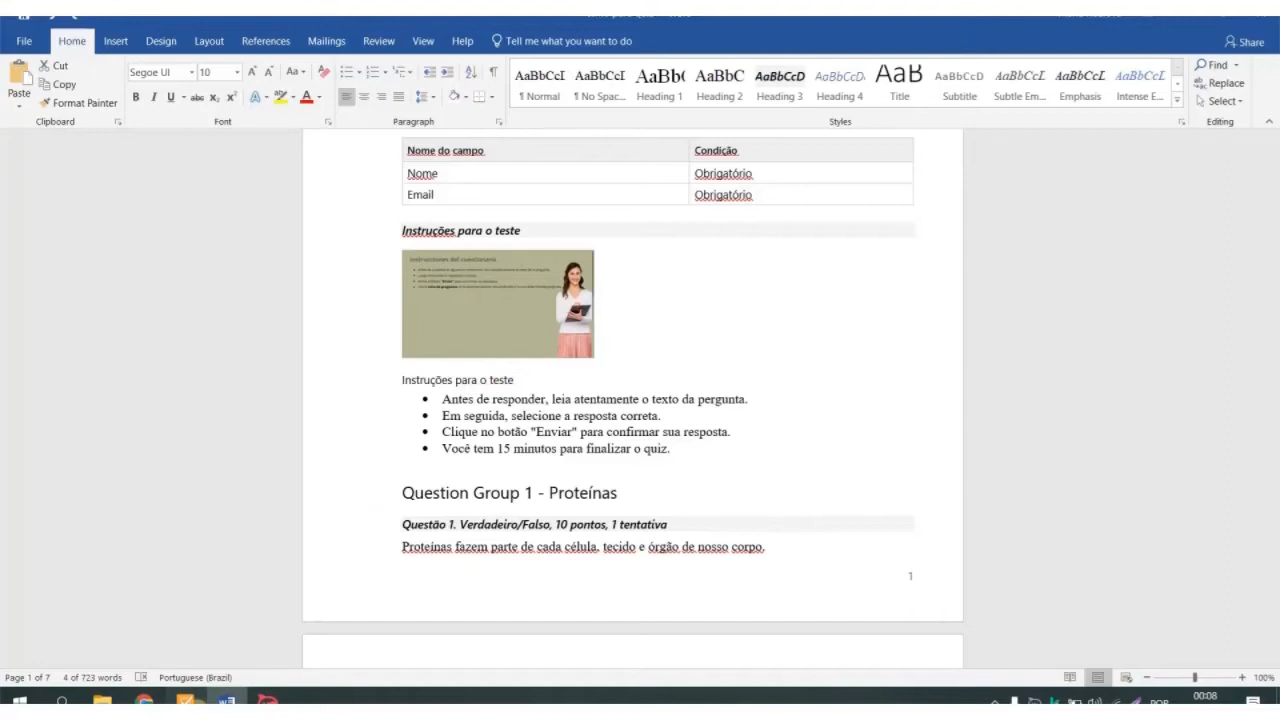 File Home Insert Design Layout References Mailings Review View Help Tell me what you want to do Share
Paste
Cut
Copy
Format Painter
Clipboard
Segoe UI 10
Font
Paragraph
AaBbCcI AaBbCcI AaBb( AaBbC AaBbCcD AaBbCcD AaB AaBbCcD AaBbCcL AaBbCcL AaBbCcL
¶ Normal ¶ No Spac... Heading 1 Heading 2 Heading 3 Heading 4 Title Subtitle Subtle Em... Emphasis Intense E...
Styles
Find
Replace
Select
Editing
Nome do campo Condição
Nome Obrigatório
Email Obrigatório
Instruções para o teste
Instrucciones del cuestionario
Instruções para o teste
• Antes de responder, leia atentamente o texto da pergunta.
• Em seguida, selecione a resposta correta.
• Clique no botão "Enviar" para confirmar sua resposta.
• Você tem 15 minutos para finalizar o quiz.
Question Group 1 - Proteínas
Questão 1. Verdadeiro/Falso, 10 pontos, 1 tentativa
Proteínas fazem parte de cada célula, tecido e órgão de nosso corpo.
1
Page 1 of 7 4 of 723 words Portuguese (Brazil) 100%
00:08